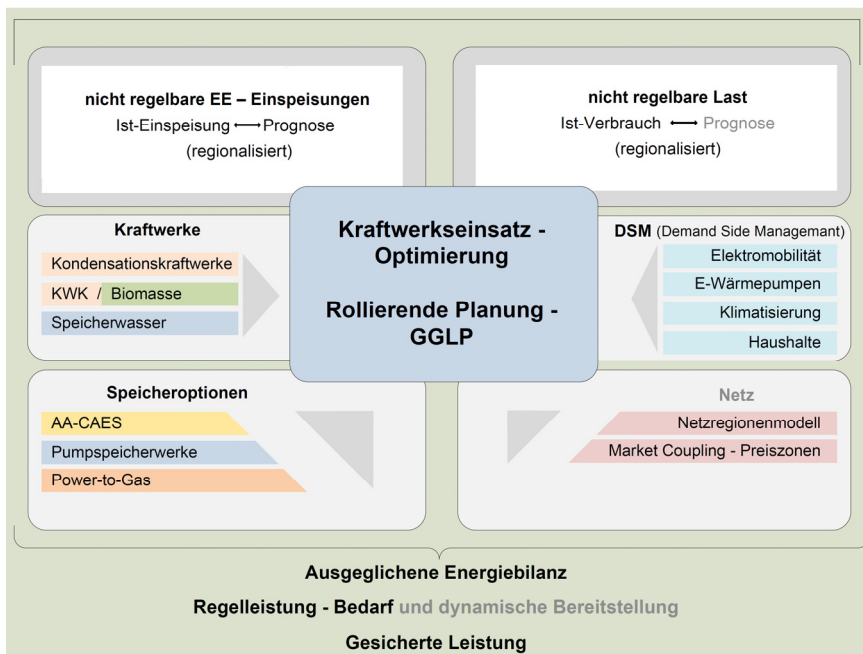 nicht regelbare EE – Einspeisungen
Ist-Einspeisung ⟷ Prognose
(regionalisiert)
nicht regelbare Last
Ist-Verbrauch ⟷ Prognose
(regionalisiert)
Kraftwerke
Kondensationskraftwerke
KWK / Biomasse
Speicherwasser
Kraftwerkseinsatz -
Optimierung
Rollierende Planung -
GGLP
DSM (Demand Side Managemant)
Elektromobilität
E-Wärmepumpen
Klimatisierung
Haushalte
Speicheroptionen
AA-CAES
Pumpspeicherwerke
Power-to-Gas
Netz
Netzregionenmodell
Market Coupling - Preiszonen
Ausgeglichene Energiebilanz
Regelleistung - Bedarf und dynamische Bereitstellung
Gesicherte Leistung